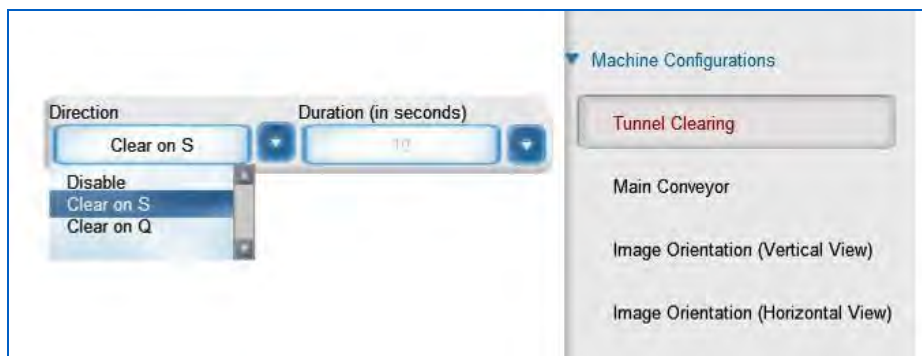 Direction
Duration (in seconds)
Clear on S
10
Disable
Clear on S
Clear on Q
Machine Configurations
Tunnel Clearing
Main Conveyor
Image Orientation (Vertical View)
Image Orientation (Horizontal View)